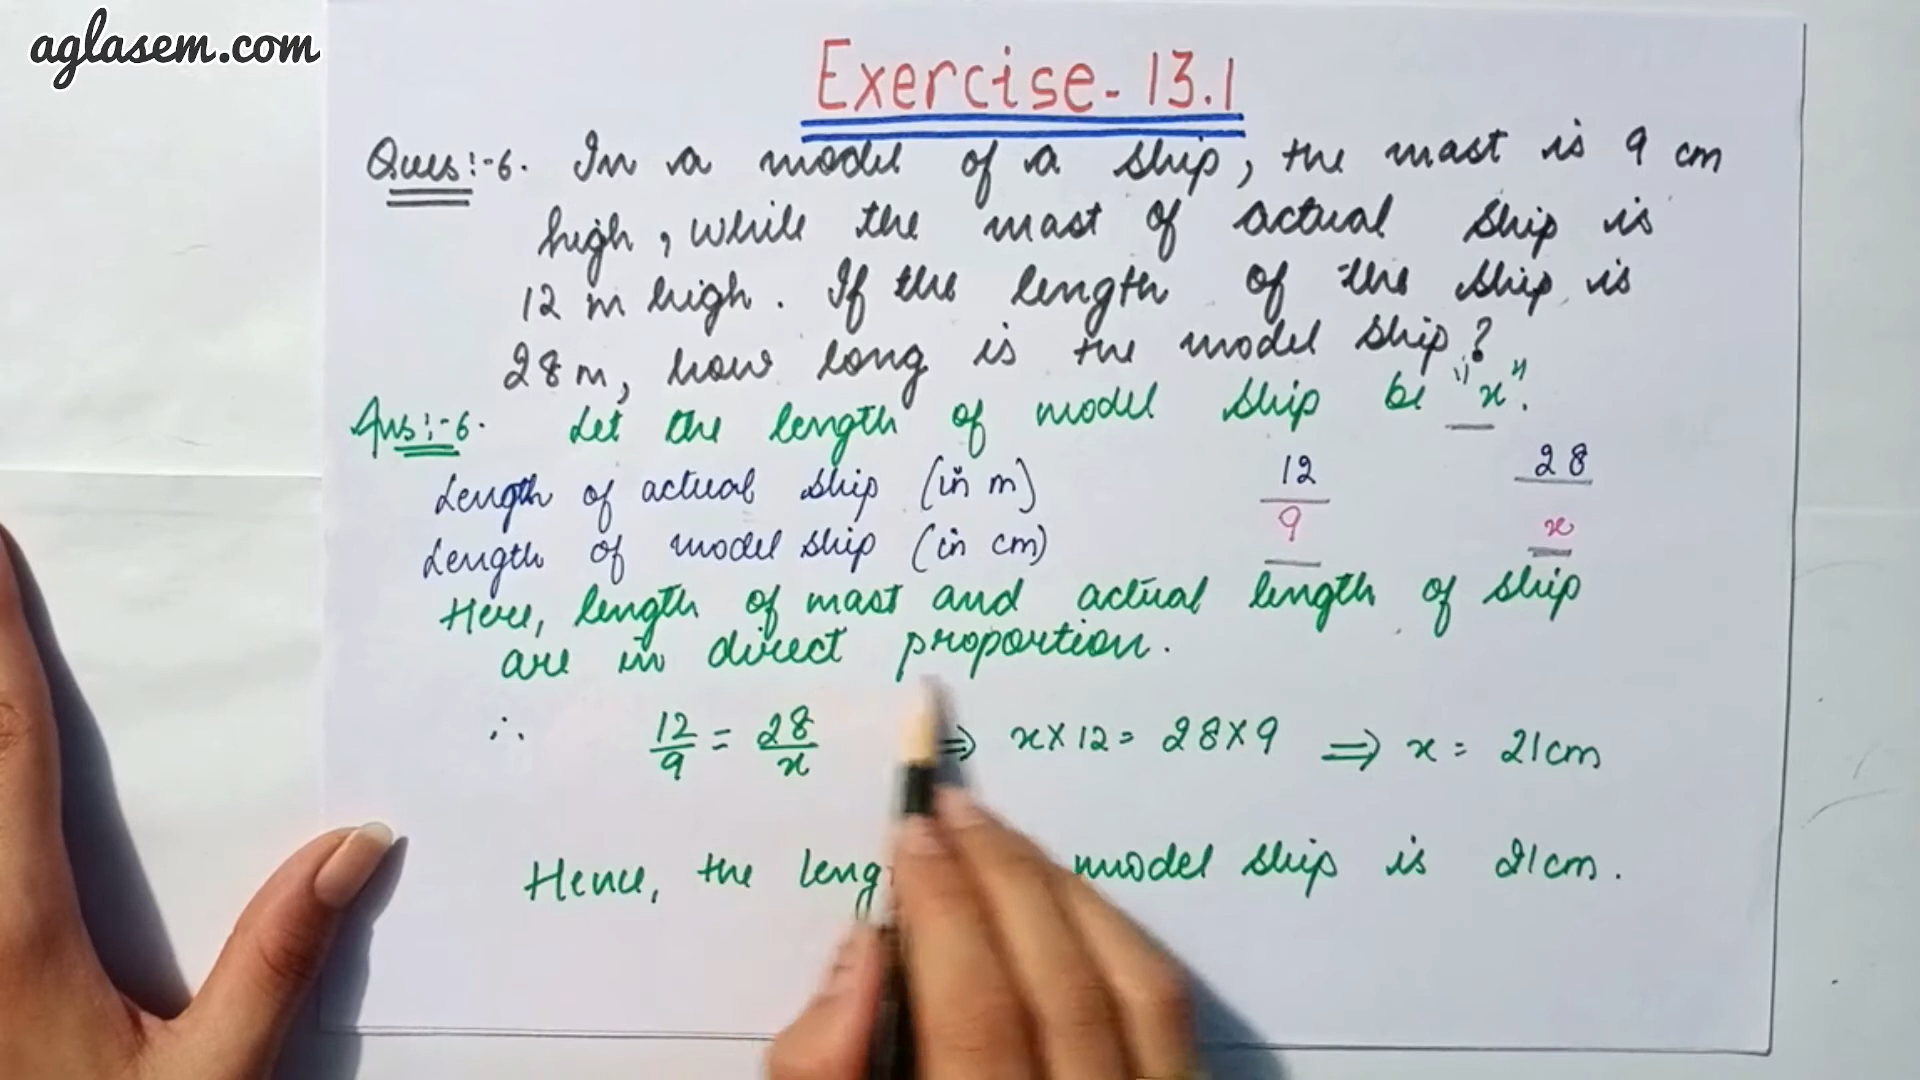 aglasem.com
Exercise-13.1
Ques:-6. In a model of a ship, the mast is 9 cm
high, while the mast of actual ship is
12 m high. If the length of the ship is
28 m, how long is the model ship?
Ans:-6. Let the length of model ship be "x".
Length of actual ship (in m) 12 28
Length of model ship (in cm) 9 x
Here, length of mast and actual length of ship
are in direct proportion.
∴ 12/9 = 28/x ⇒ x×12 = 28×9 ⇒ x = 21cm
Hence, the leng model ship is 21cm.